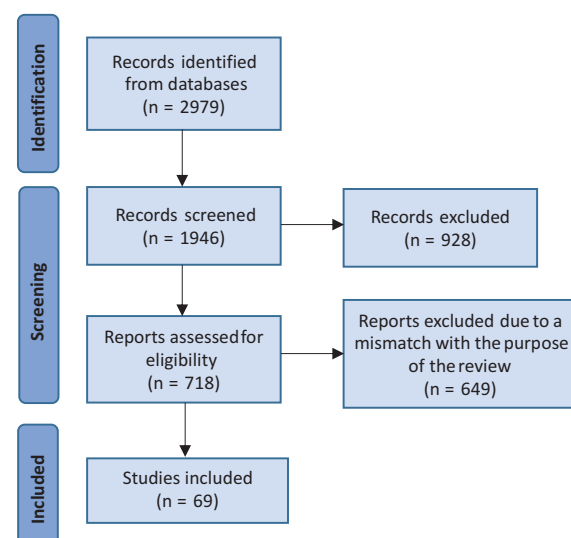 Identification
Records identified
from databases
(n = 2979)
Screening
Records screened
(n = 1946)
Records excluded
(n = 928)
Reports assessed for
eligibility
(n = 718)
Reports excluded due to a
mismatch with the purpose
of the review
(n = 649)
Included
Studies included
(n = 69)